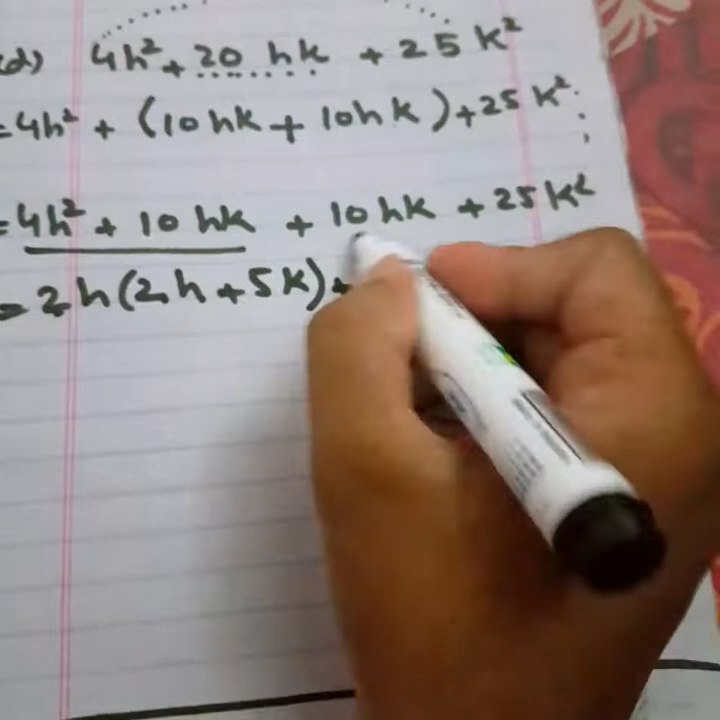 d) 4h² + 20 hk + 25 k²
= 4h² + (10hk + 10hk) + 25 k²
= 4h² + 10 hk + 10 hk + 25 k²
= 2h(2h + 5k) +